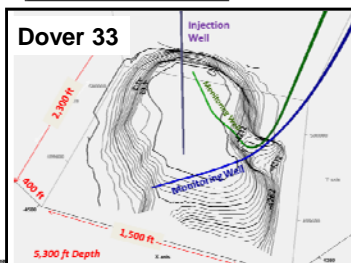 Injection
Well
Dover 33
Monitoring Well
2,300 ft
400 ft
Monitoring Well
1,500 ft
X axis
5,300 ft Depth